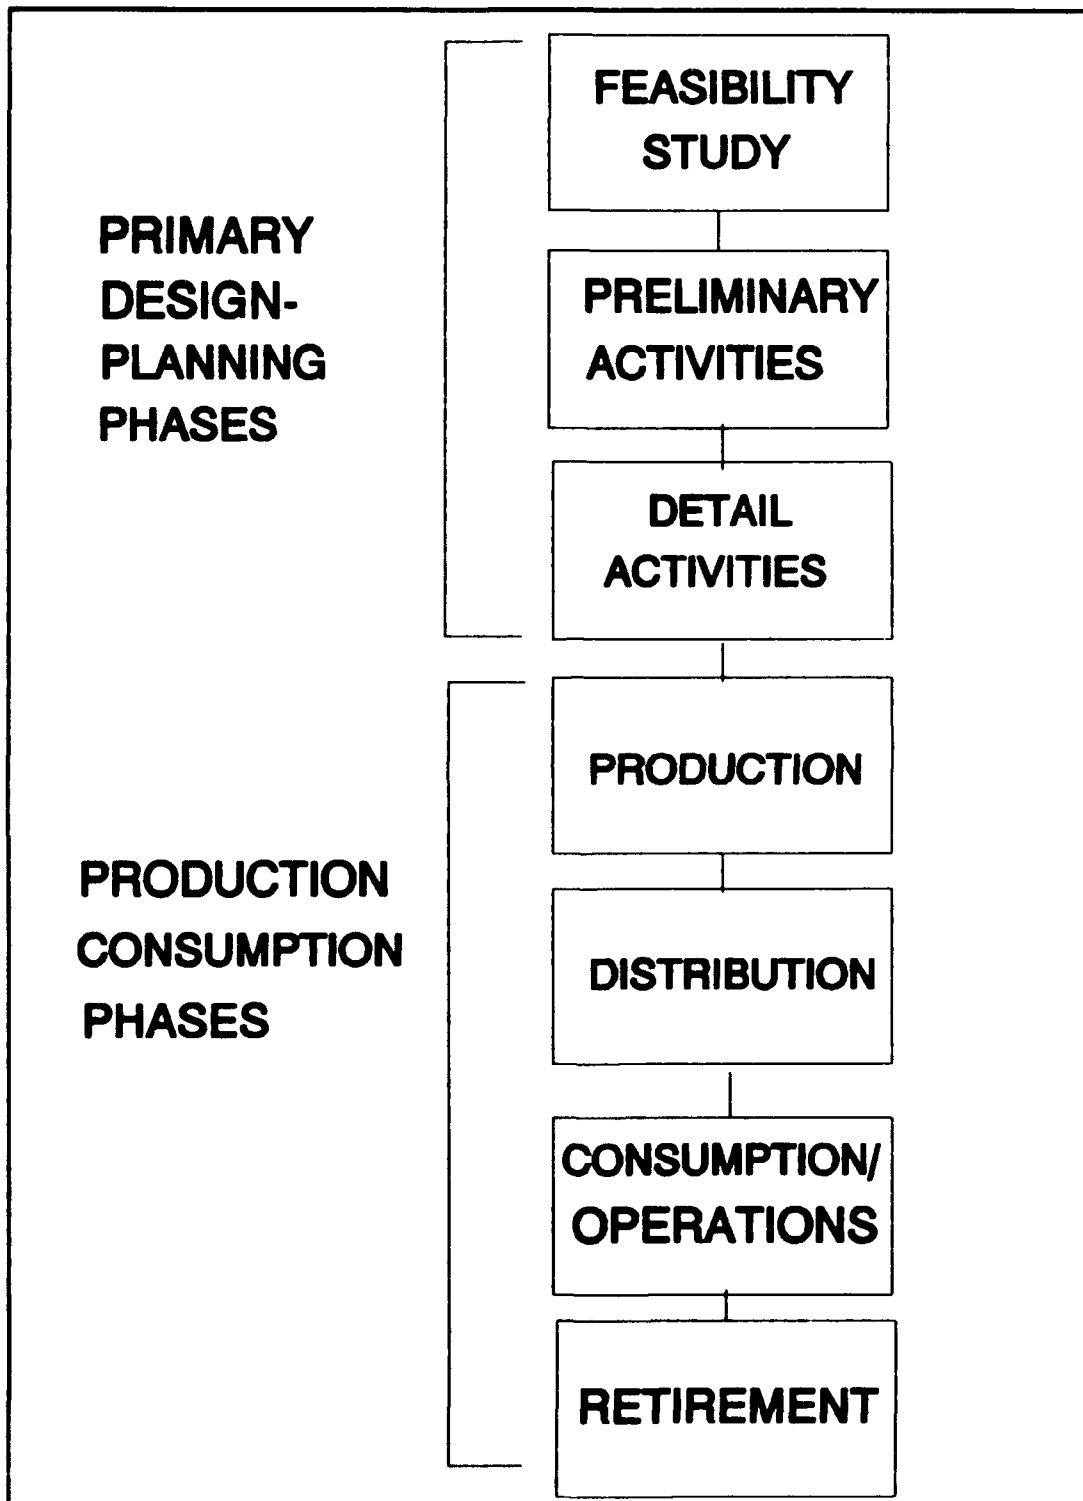 PRIMARY
DESIGN-
PLANNING
PHASES
FEASIBILITY
STUDY
PRELIMINARY
ACTIVITIES
DETAIL
ACTIVITIES
PRODUCTION
CONSUMPTION
PHASES
PRODUCTION
DISTRIBUTION
CONSUMPTION/
OPERATIONS
RETIREMENT